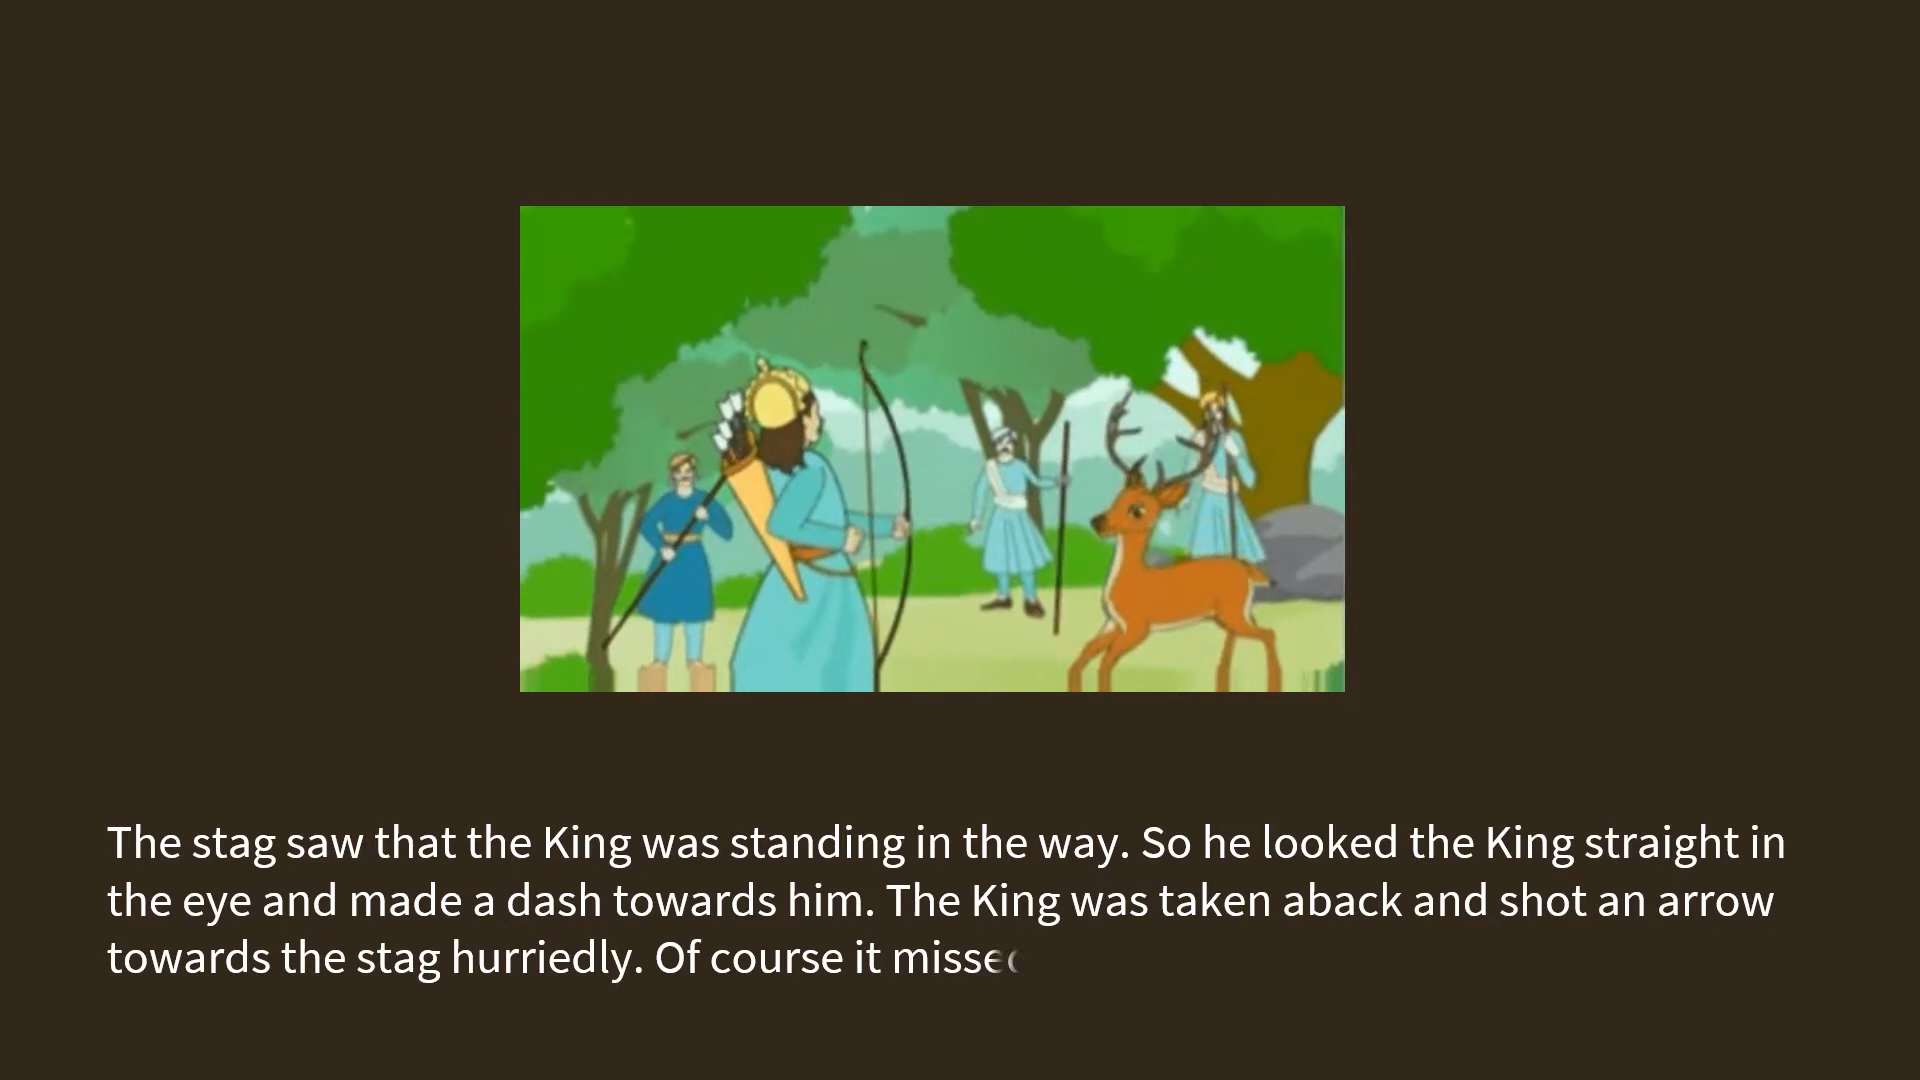 The stag saw that the King was standing in the way. So he looked the King straight in
the eye and made a dash towards him. The King was taken aback and shot an arrow
towards the stag hurriedly. Of course it missed